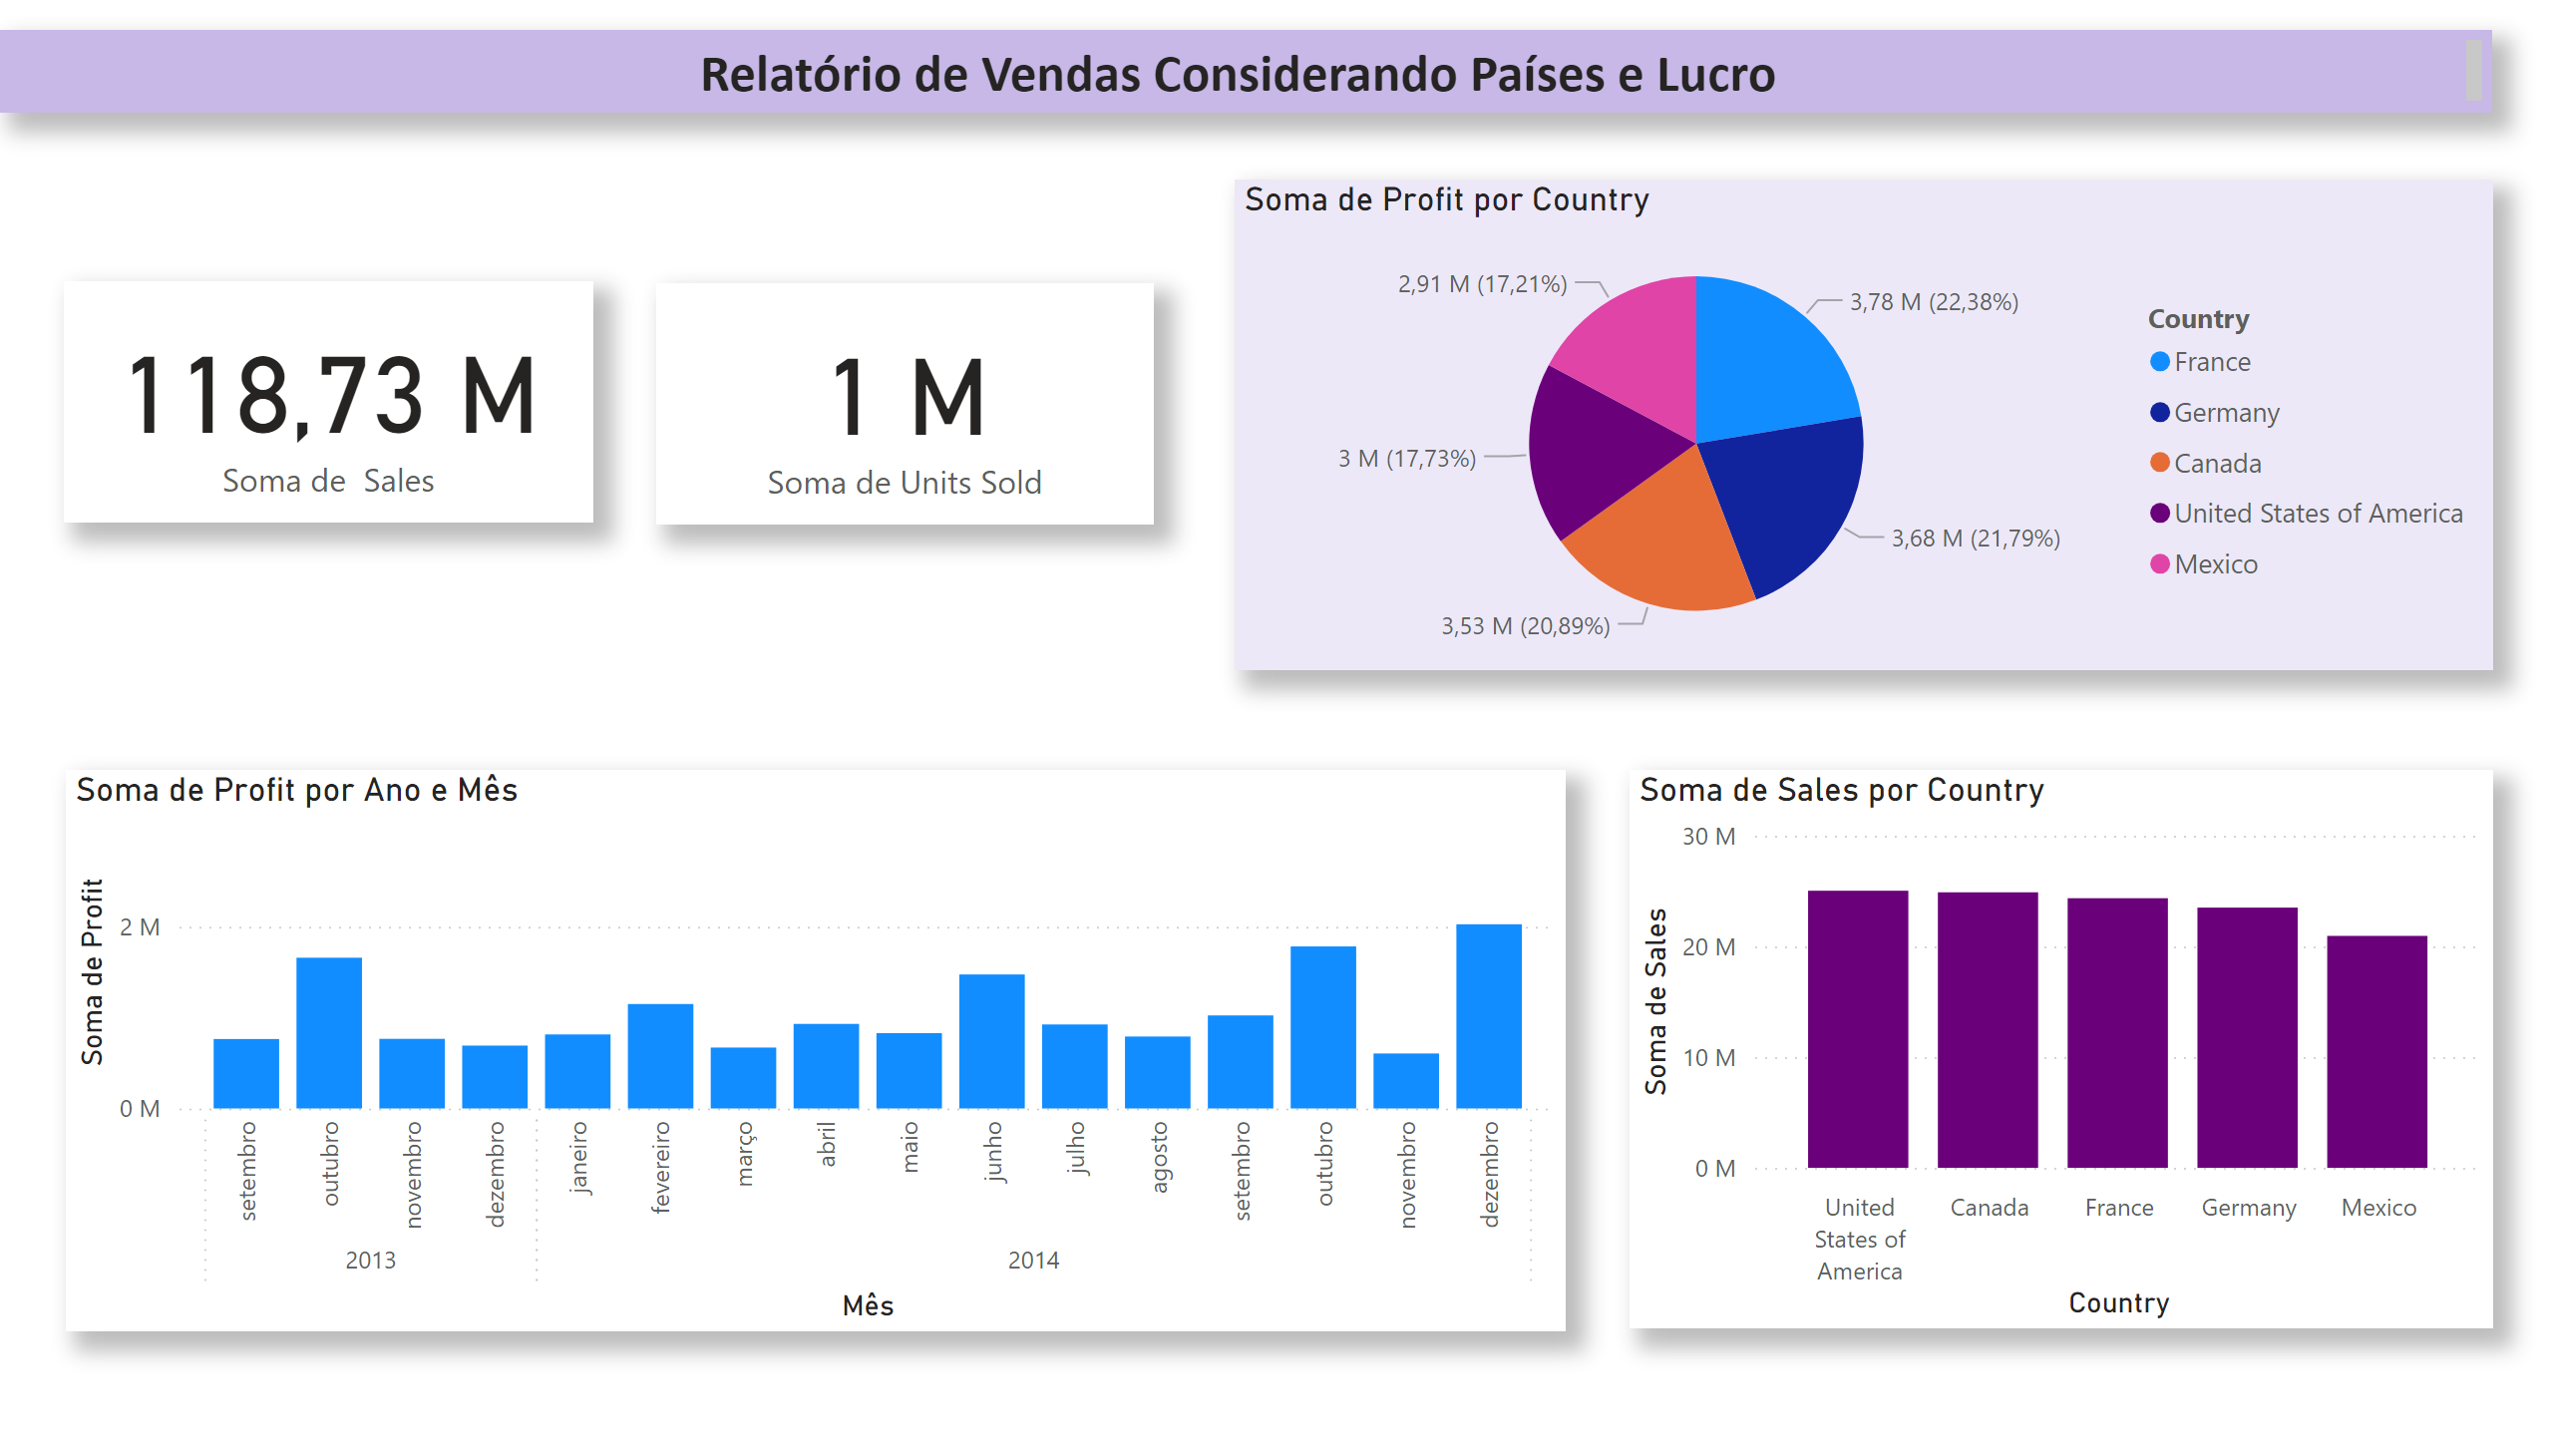 Relatório de Vendas Considerando Países e Lucro
118,73 M
Soma de  Sales
1 M
Soma de Units Sold
Soma de Profit por Country
2,91 M (17,21%)
3,78 M (22,38%)
3 M (17,73%)
3,68 M (21,79%)
3,53 M (20,89%)
Country
France
Germany
Canada
United States of America
Mexico
Soma de Profit por Ano e Mês
Soma de Profit
2 M
0 M
setembro
outubro
novembro
dezembro
janeiro
fevereiro
março
abril
maio
junho
julho
agosto
setembro
outubro
novembro
dezembro
2013
2014
Mês
Soma de Sales por Country
Soma de Sales
30 M
20 M
10 M
0 M
United
States of
America
Canada
France
Germany
Mexico
Country